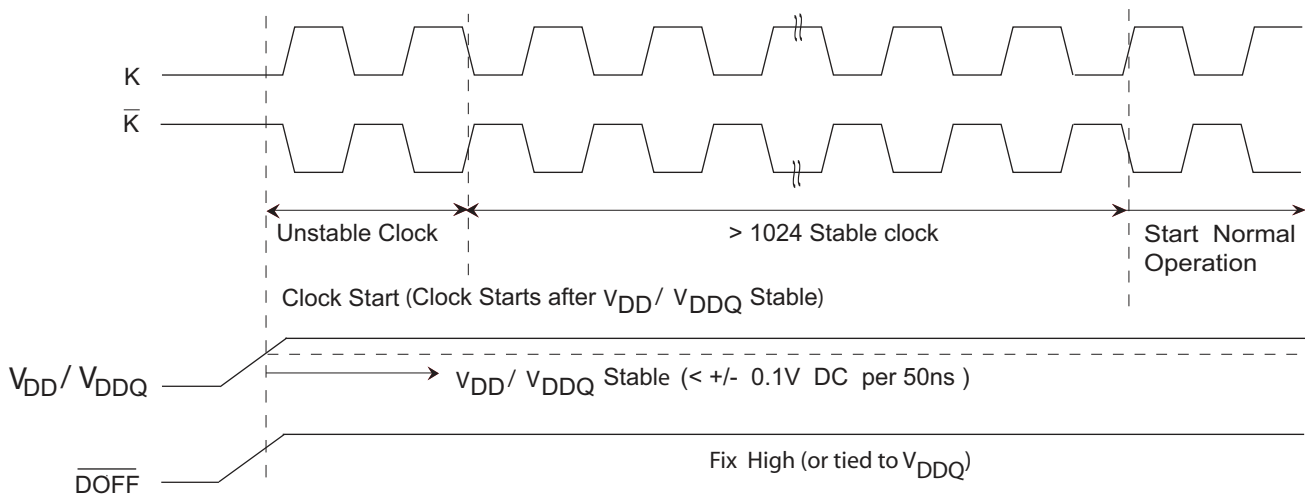 K
K̅
Unstable Clock
> 1024 Stable clock
Start Normal
Operation
Clock Start (Clock Starts after VDD / VDDQ Stable)
VDD / VDDQ
VDD / VDDQ Stable (< +/- 0.1V DC per 50ns )
Fix High (or tied to VDDQ)
D̅O̅F̅F̅